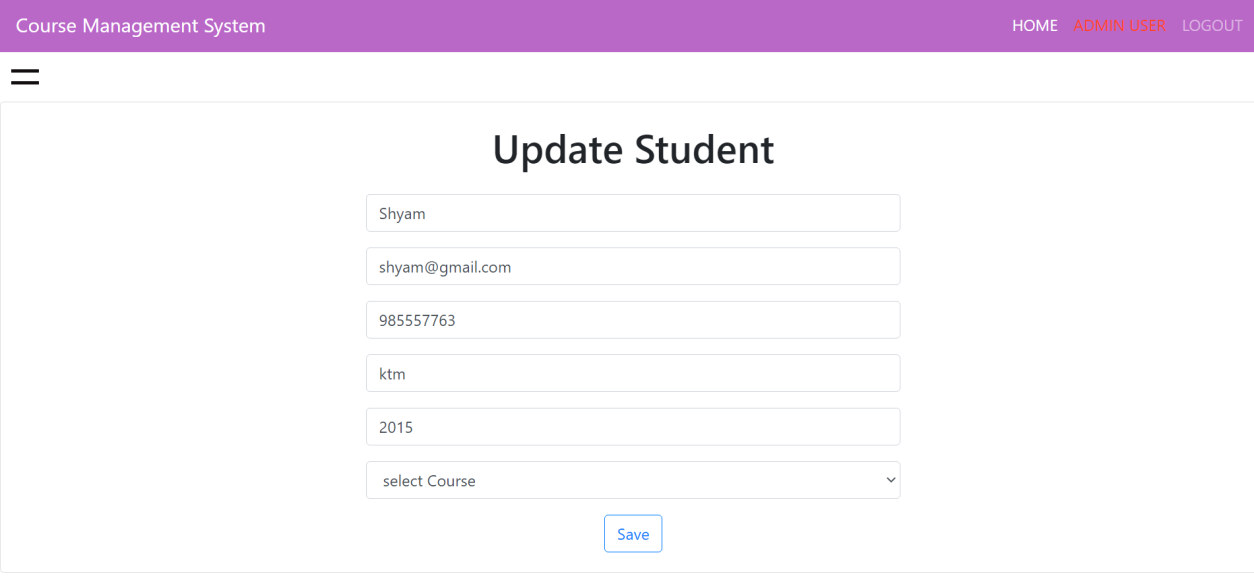 Course Management System HOME ADMIN USER LOGOUT
Update Student
Shyam
shyam@gmail.com
985557763
ktm
2015
select Course
Save